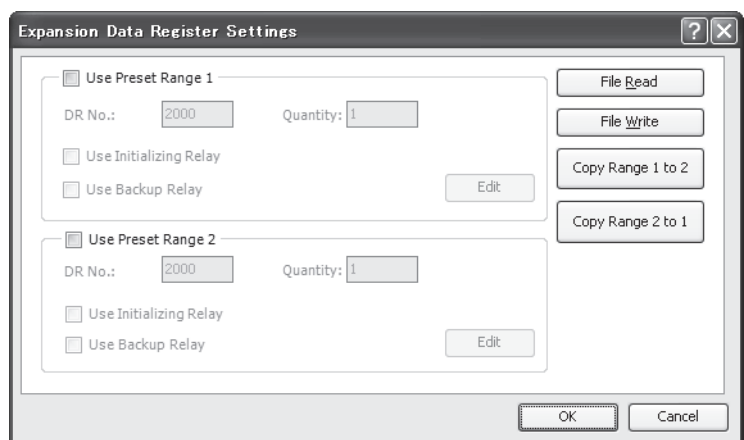 Expansion Data Register Settings
Use Preset Range 1
DR No.: 2000 Quantity: 1
Use Initializing Relay
Use Backup Relay
Edit
Use Preset Range 2
DR No.: 2000 Quantity: 1
Use Initializing Relay
Use Backup Relay
Edit
File Read
File Write
Copy Range 1 to 2
Copy Range 2 to 1
OK Cancel